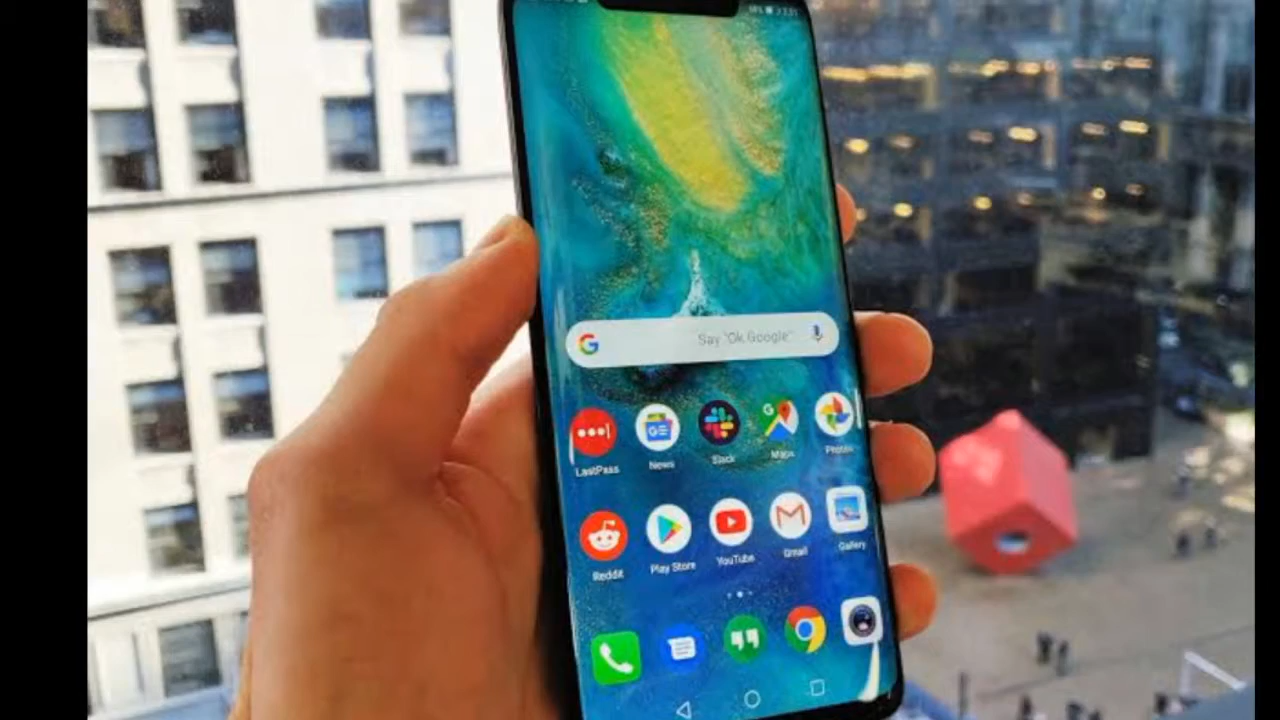 Say "Ok Google"
LastPass
News
Slack
Maps
Photos
Reddit
Play Store
YouTube
Gmail
Gallery